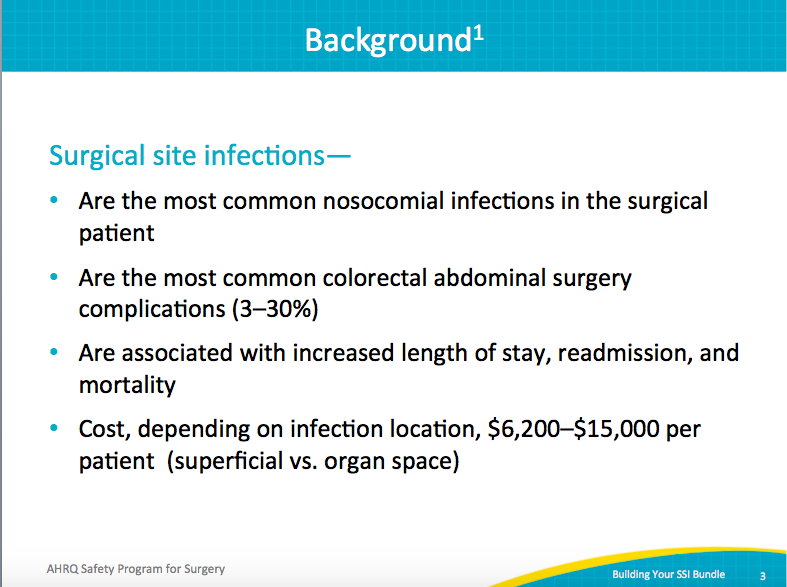 Background¹
Surgical site infections—
• Are the most common nosocomial infections in the surgical
patient
• Are the most common colorectal abdominal surgery
complications (3–30%)
• Are associated with increased length of stay, readmission, and
mortality
• Cost, depending on infection location, $6,200–$15,000 per
patient  (superficial vs. organ space)
AHRQ Safety Program for Surgery
Building Your SSI Bundle
3